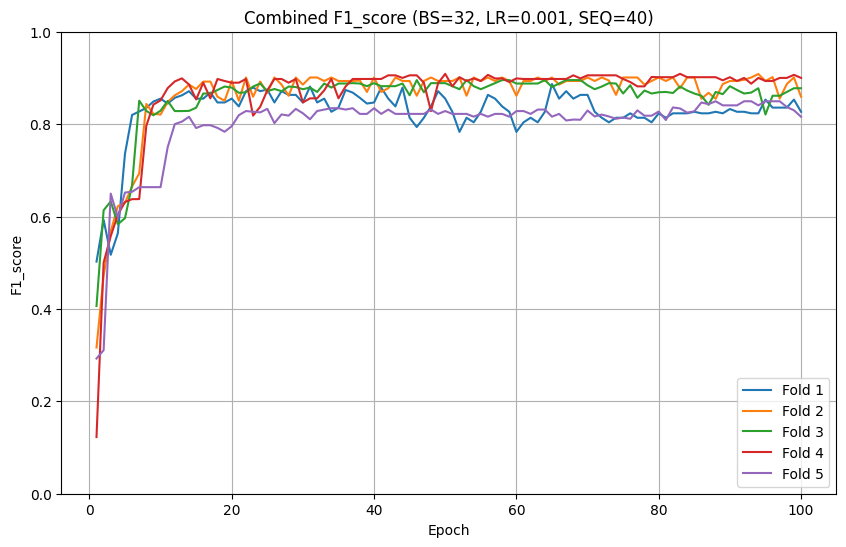 Combined F1_score (BS=32, LR=0.001, SEQ=40)
1.0
0.8
0.6
0.4
0.2
0.0
F1_score
0 20 40 60 80 100
Epoch
Fold 1
Fold 2
Fold 3
Fold 4
Fold 5